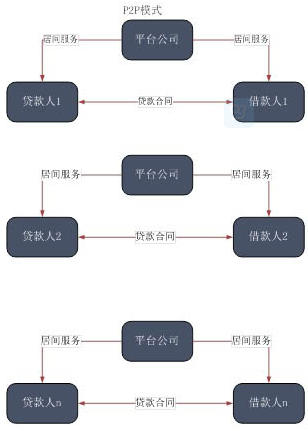 P2P模式
平台公司
居间服务
居间服务
贷款人1
贷款合同
借款人1
平台公司
居间服务
居间服务
贷款人2
贷款合同
借款人2
平台公司
居间服务
居间服务
贷款人n
贷款合同
借款人n